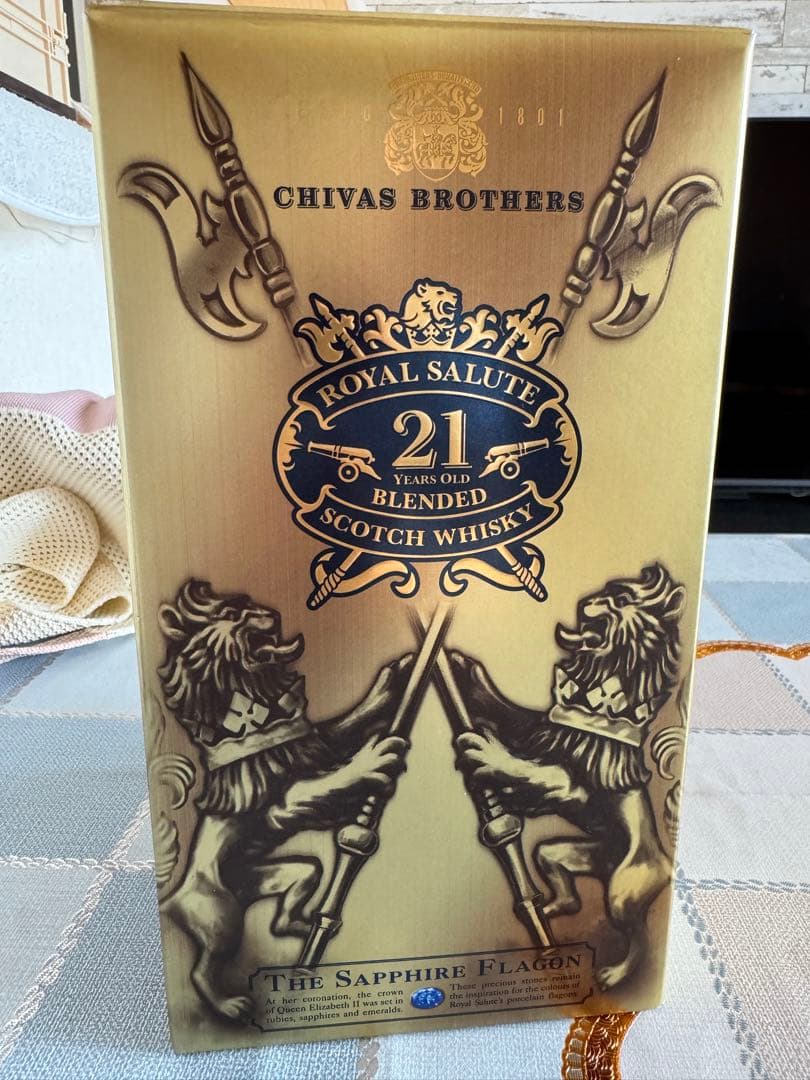 1801
CHIVAS BROTHERS
ROYAL SALUTE
21
YEARS OLD
BLENDED
SCOTCH WHISKY
THE SAPPHIRE FLAGON
At her coronation, the crown
of Queen Elizabeth II was set in
rubies, sapphires and emeralds.
These precious stones remain
the inspiration for the colours of
Royal Salute's porcelain flagons.